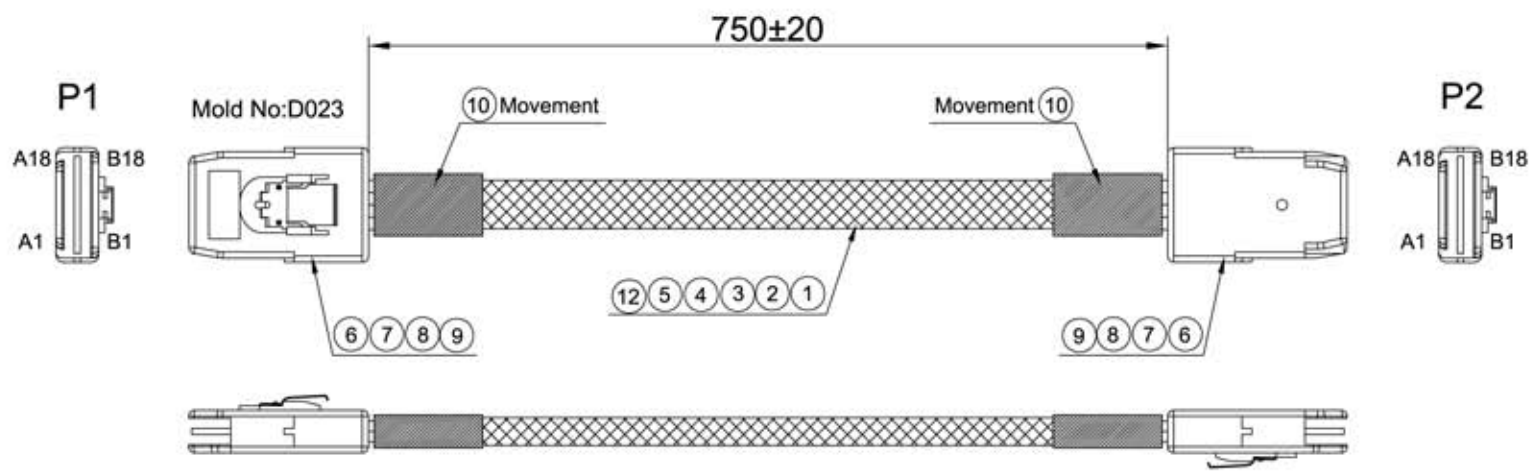 750±20
P1
P2
Mold No:D023
10 Movement
Movement 10
A18 B18
A18 B18
A1 B1
A1 B1
12 5 4 3 2 1
6 7 8 9
9 8 7 6